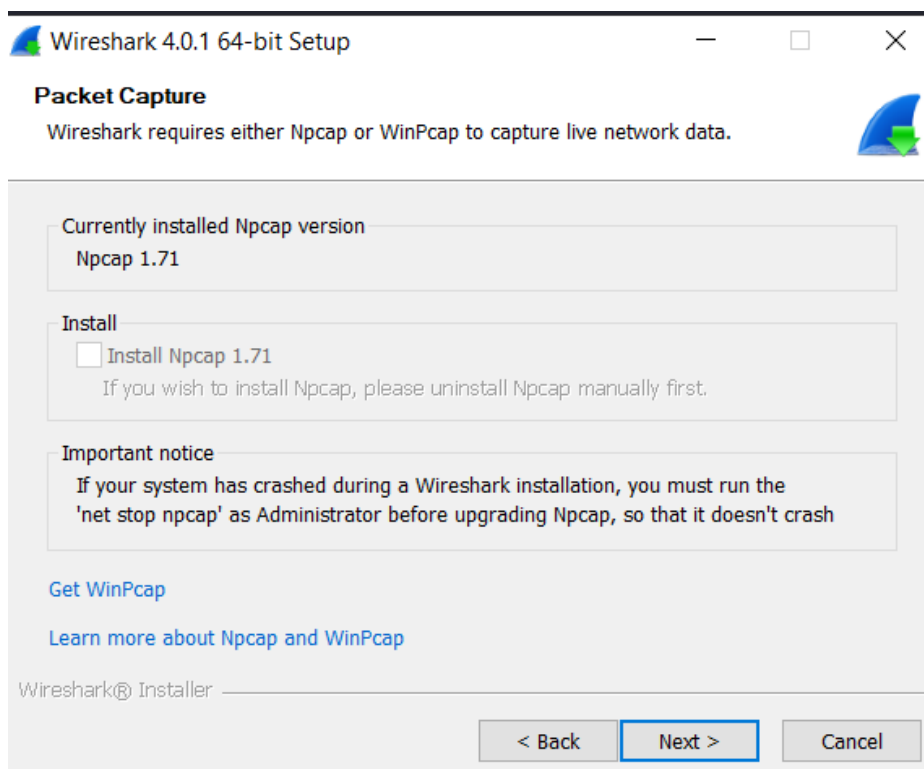 Wireshark 4.0.1 64-bit Setup
Packet Capture
Wireshark requires either Npcap or WinPcap to capture live network data.
Currently installed Npcap version
Npcap 1.71
Install
Install Npcap 1.71
If you wish to install Npcap, please uninstall Npcap manually first.
Important notice
If your system has crashed during a Wireshark installation, you must run the
'net stop npcap' as Administrator before upgrading Npcap, so that it doesn't crash
Get WinPcap
Learn more about Npcap and WinPcap
Wireshark® Installer
< Back Next > Cancel